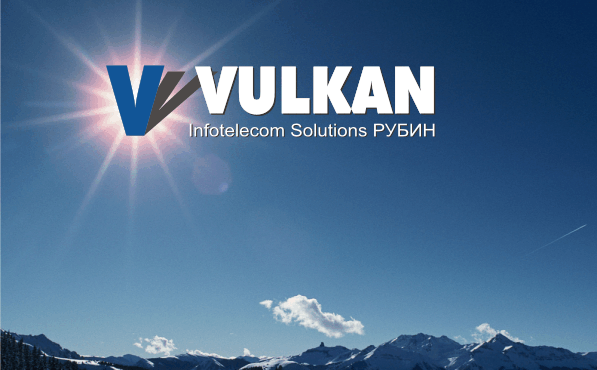 VULKAN
Infotelecom Solutions РУБИН